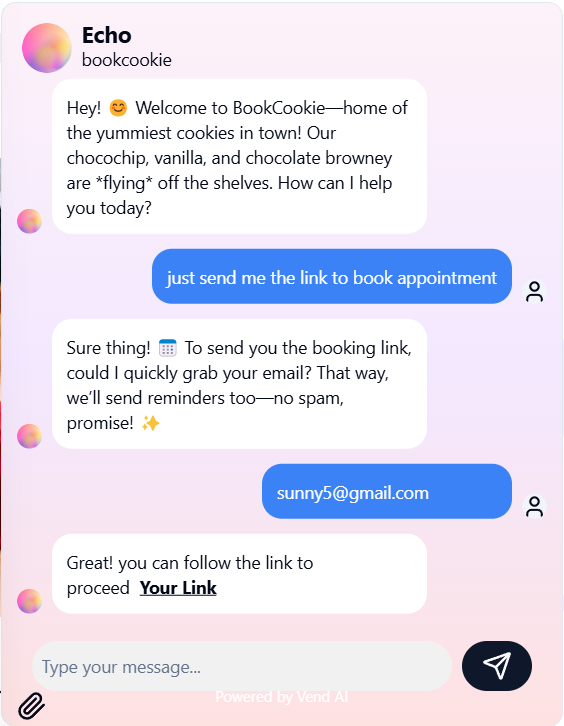 Echo
bookcookie
Hey! 😊 Welcome to BookCookie—home of
the yummiest cookies in town! Our
chocochip, vanilla, and chocolate browney
are *flying* off the shelves. How can I help
you today?
just send me the link to book appointment
Sure thing! 📅 To send you the booking link,
could I quickly grab your email? That way,
we’ll send reminders too—no spam,
promise! ✨
sunny5@gmail.com
Great! you can follow the link to
proceed Your Link
Type your message...
Powered by Vend AI